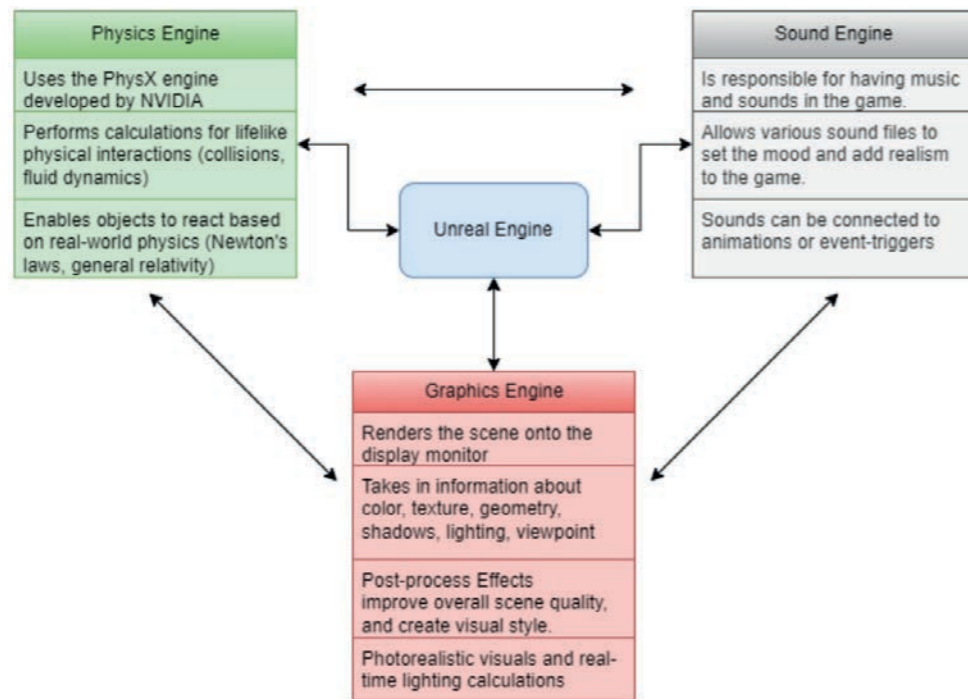 Physics Engine
Uses the PhysX engine
developed by NVIDIA
Performs calculations for lifelike
physical interactions (collisions,
fluid dynamics)
Enables objects to react based
on real-world physics (Newton's
laws, general relativity)
Sound Engine
Is responsible for having music
and sounds in the game.
Allows various sound files to
set the mood and add realism
to the game.
Sounds can be connected to
animations or event-triggers
Unreal Engine
Graphics Engine
Renders the scene onto the
display monitor
Takes in information about
color, texture, geometry,
shadows, lighting, viewpoint
Post-process Effects
improve overall scene quality,
and create visual style.
Photorealistic visuals and real-
time lighting calculations